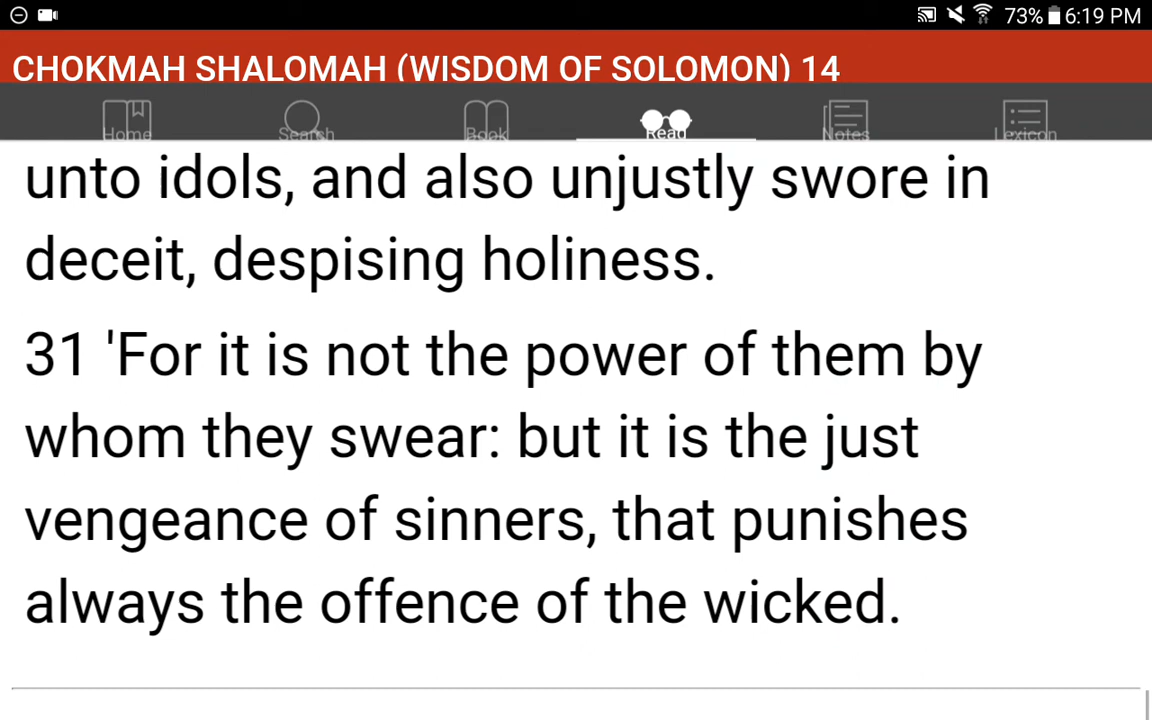 73% 6:19 PM
CHOKMAH SHALOMAH (WISDOM OF SOLOMON) 14
Home Search Book Read Notes Lexicon
unto idols, and also unjustly swore in
deceit, despising holiness.
31 'For it is not the power of them by
whom they swear: but it is the just
vengeance of sinners, that punishes
always the offence of the wicked.